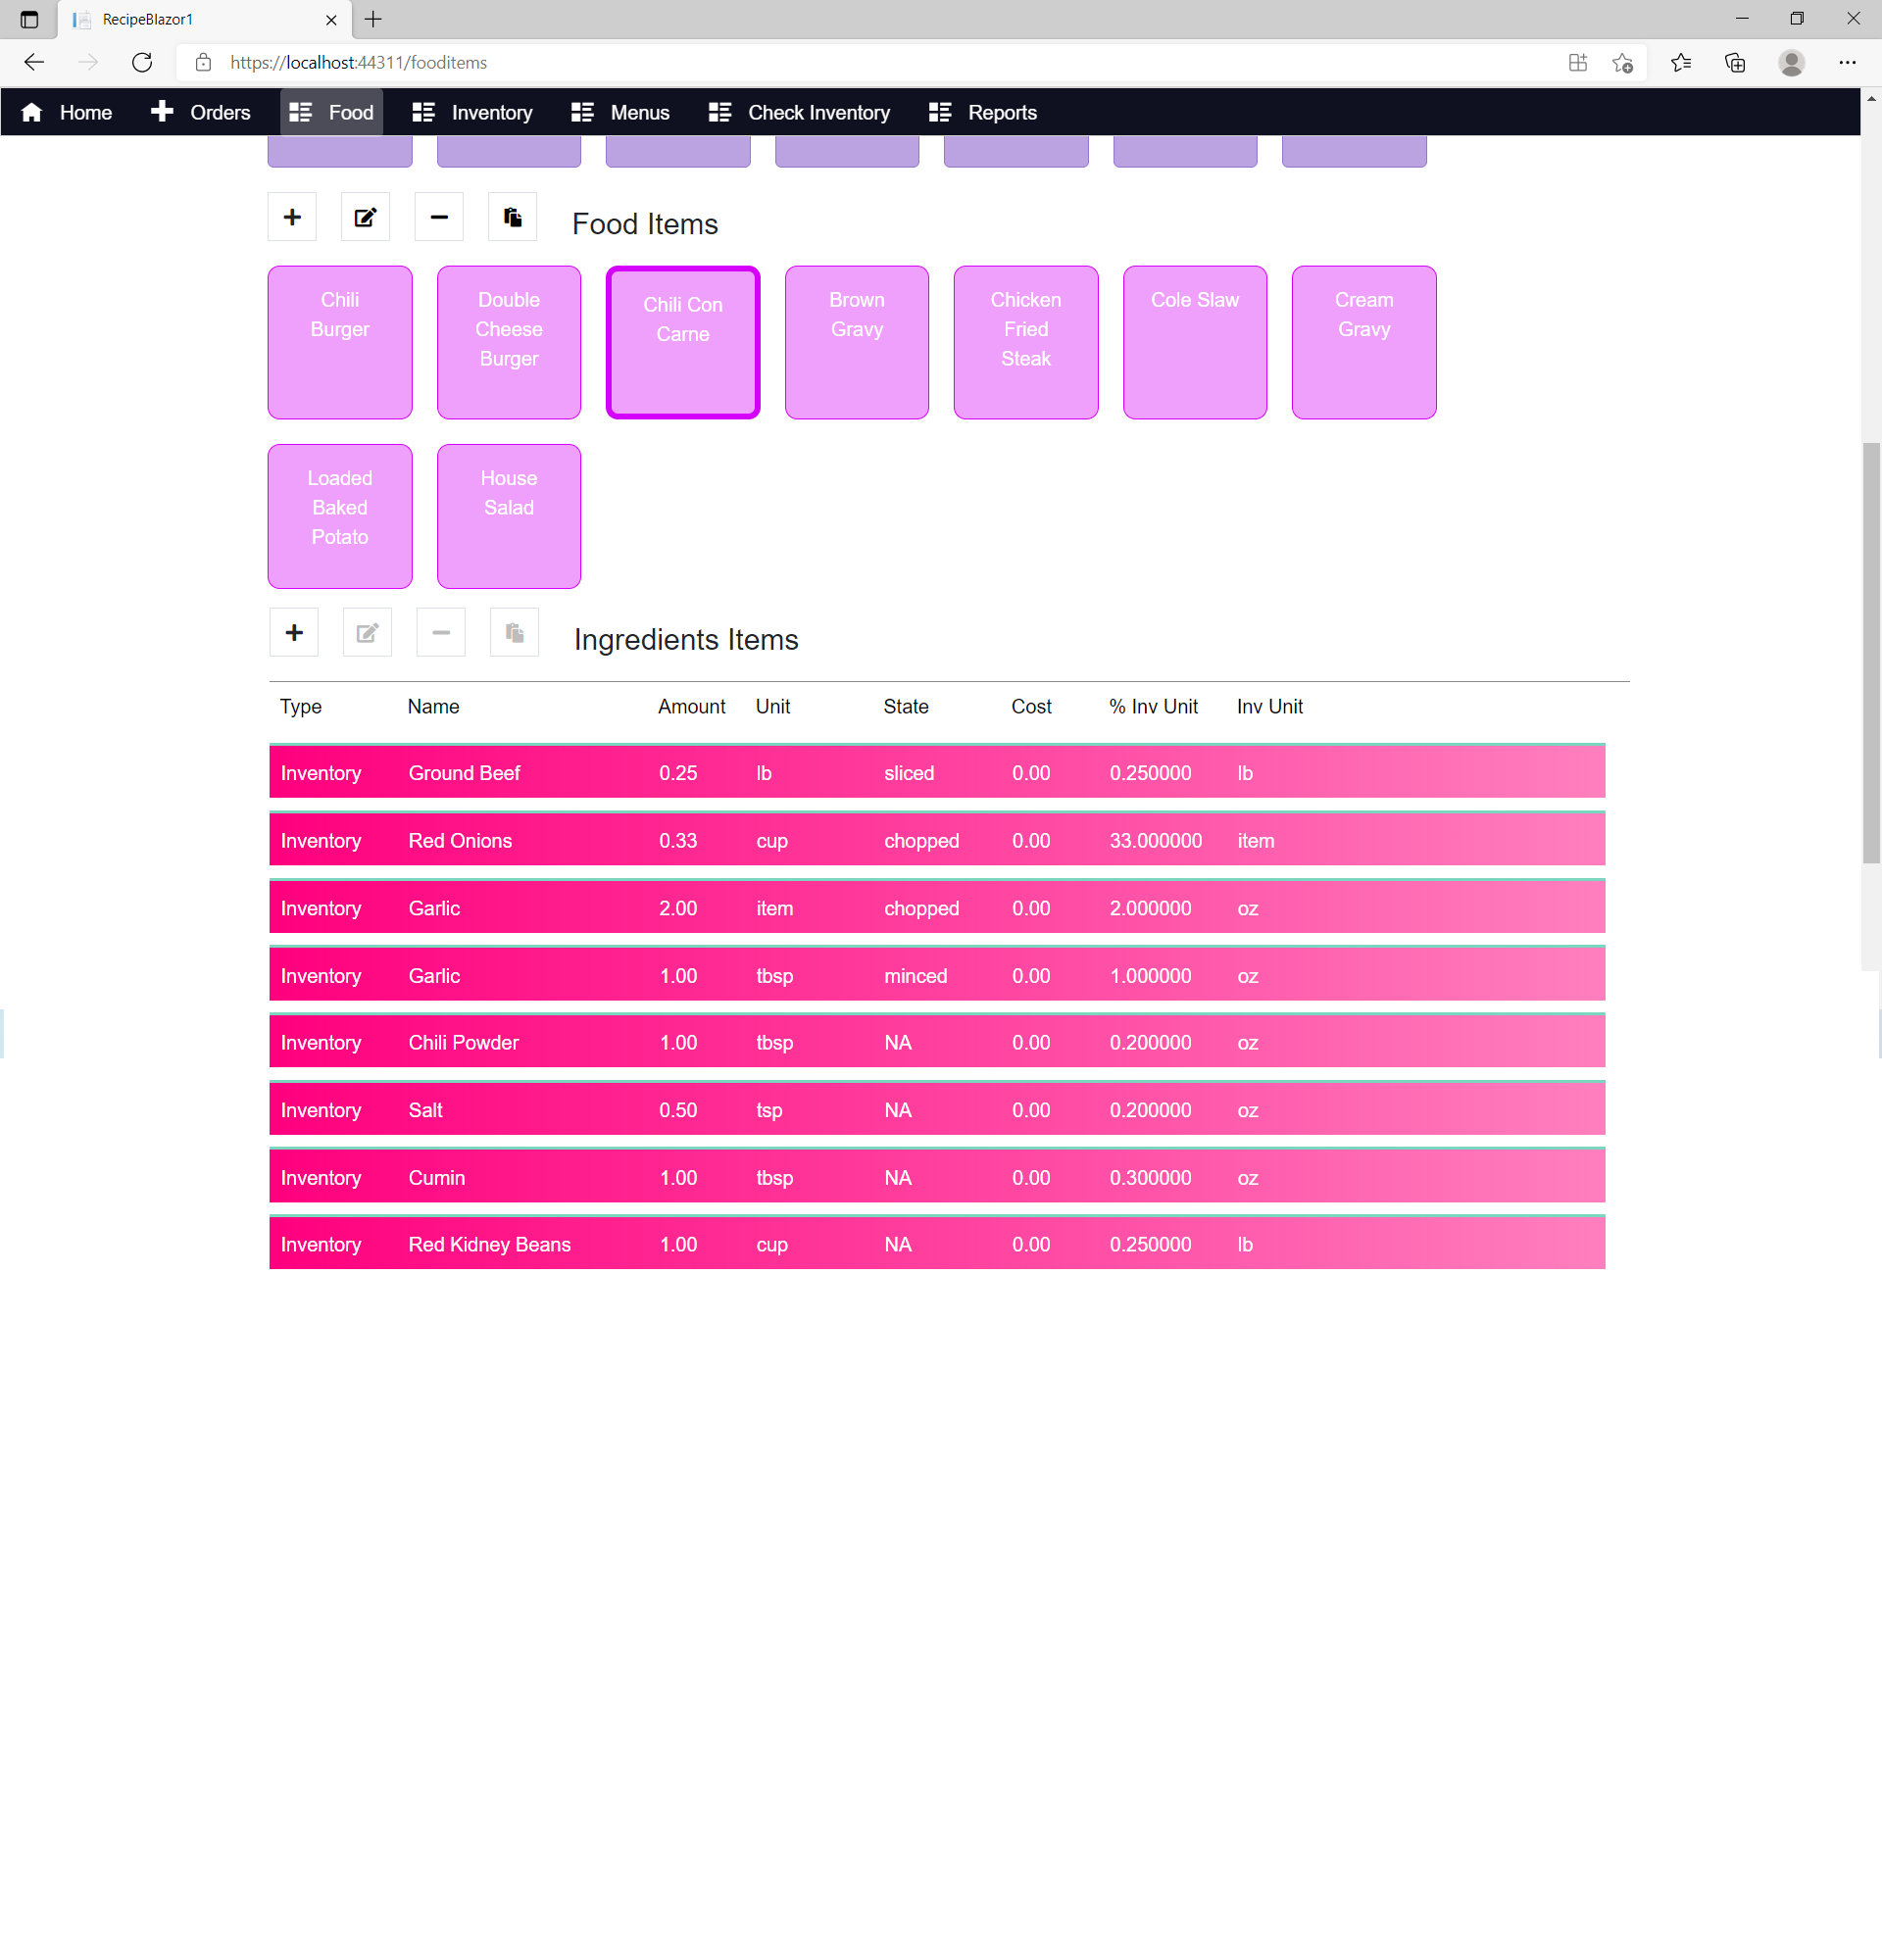 RecipeBlazor1
https://localhost:44311/fooditems
Home Orders Food Inventory Menus Check Inventory Reports
Food Items
Chili
Burger
Double
Cheese
Burger
Chili Con
Carne
Brown
Gravy
Chicken
Fried
Steak
Cole Slaw
Cream
Gravy
Loaded
Baked
Potato
House
Salad
Ingredients Items
Type Name Amount Unit State Cost % Inv Unit Inv Unit
Inventory Ground Beef 0.25 lb sliced 0.00 0.250000 lb
Inventory Red Onions 0.33 cup chopped 0.00 33.000000 item
Inventory Garlic 2.00 item chopped 0.00 2.000000 oz
Inventory Garlic 1.00 tbsp minced 0.00 1.000000 oz
Inventory Chili Powder 1.00 tbsp NA 0.00 0.200000 oz
Inventory Salt 0.50 tsp NA 0.00 0.200000 oz
Inventory Cumin 1.00 tbsp NA 0.00 0.300000 oz
Inventory Red Kidney Beans 1.00 cup NA 0.00 0.250000 lb